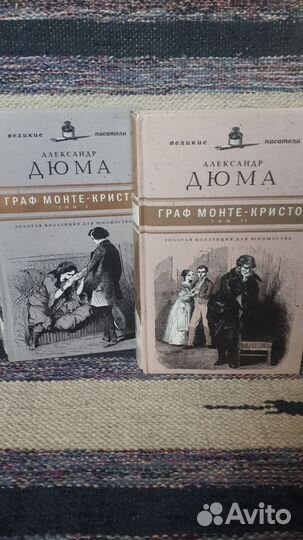 великие писатели
АЛЕКСАНДР
ДЮМА
ГРАФ МОНТЕ-КРИСТО
ТОМ I
ЗОЛОТАЯ КОЛЛЕКЦИЯ ДЛЯ ЮНОШЕСТВА
великие писатели
АЛЕКСАНДР
ДЮМА
ГРАФ МОНТЕ-КРИСТО
ТОМ II
ЗОЛОТАЯ КОЛЛЕКЦИЯ ДЛЯ ЮНОШЕСТВА
Avito